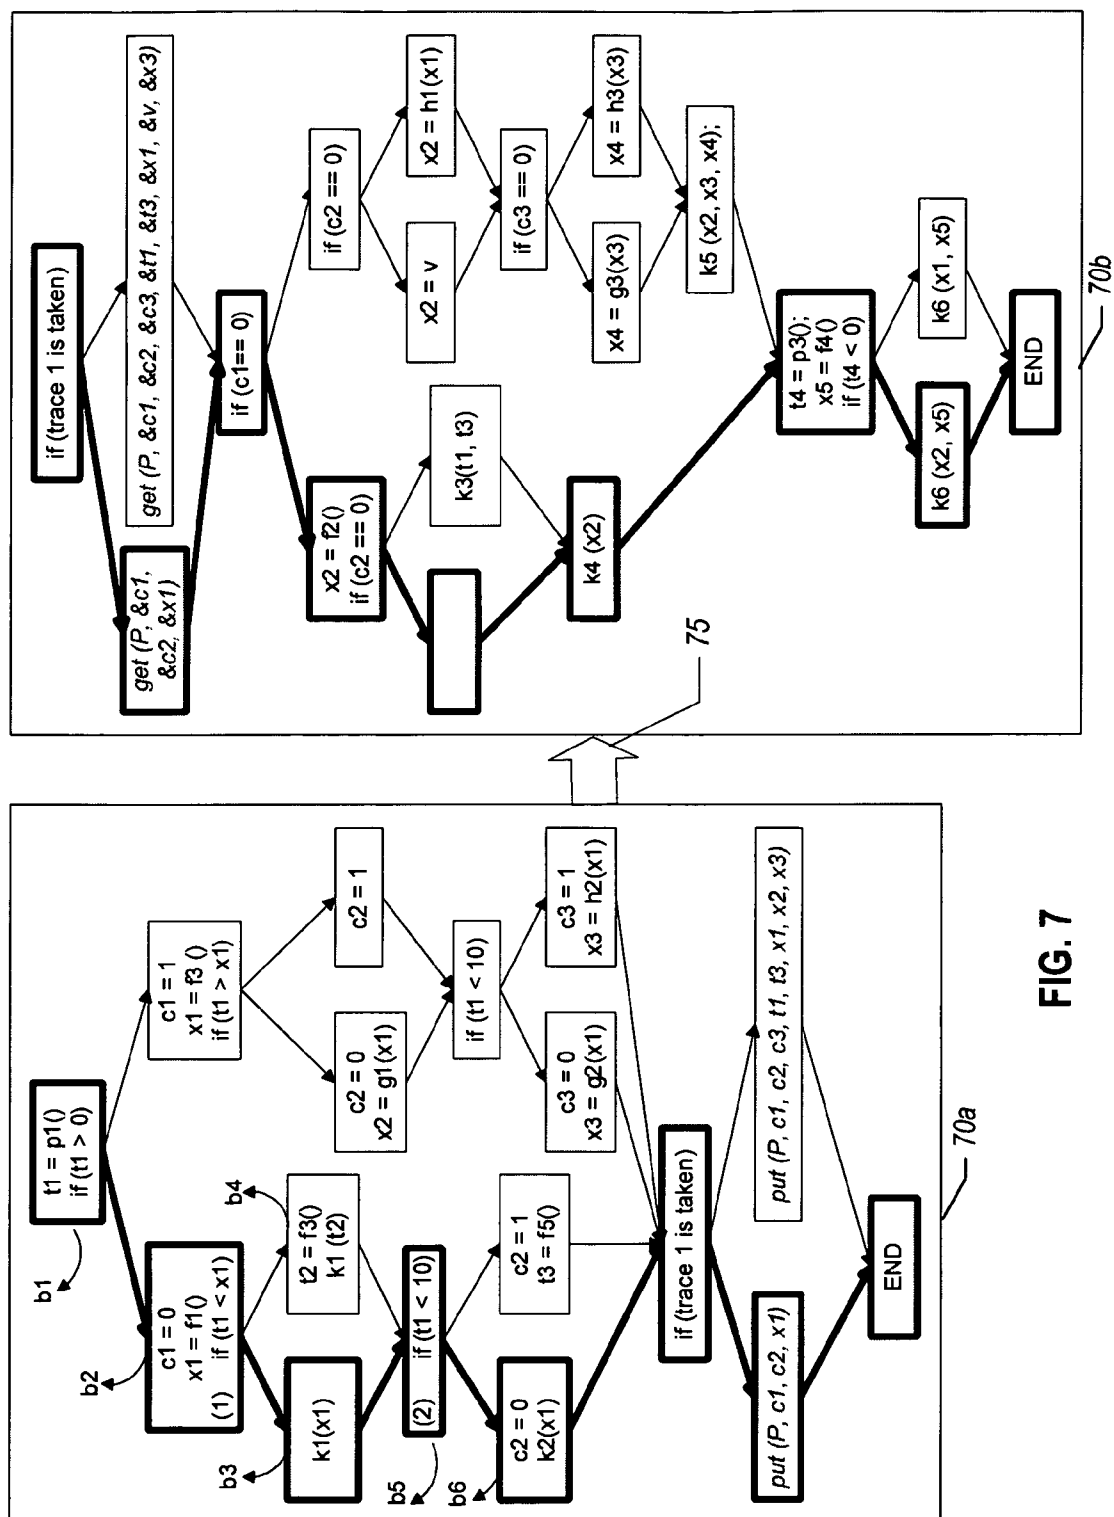 t1 = p1()
if (t1 > 0)
b1
b2
c1 = 0
x1 = f1()
(1) if (t1 < x1)
c1 = 1
x1 = f3 ()
if (t1 > x1)
b3
k1(x1)
b4
t2 = f3()
k1 (t2)
c2 = 0
x2 = g1(x1)
c2 = 1
b5
(2) if (t1 < 10)
if (t1 < 10)
b6
c2 = 0
k2(x1)
c2 = 1
t3 = f5()
c3 = 0
x3 = g2(x1)
c3 = 1
x3 = h2(x1)
if (trace 1 is taken)
put (P, c1, c2, x1)
put (P, c1, c2, c3, t1, t3, x1, x2, x3)
END
70a
75
if (trace 1 is taken)
get (P, &c1,
&c2, &x1)
get (P, &c1, &c2, &c3, &t1, &t3, &x1, &v, &x3)
if (c1== 0)
x2 = f2()
if (c2 == 0)
if (c2 == 0)
k3(t1, t3)
x2 = v
x2 = h1(x1)
k4 (x2)
if (c3 == 0)
x4 = g3(x3)
x4 = h3(x3)
k5 (x2, x3, x4);
t4 = p3();
x5 = f4()
if (t4 < 0)
k6 (x2, x5)
k6 (x1, x5)
END
70b
FIG. 7